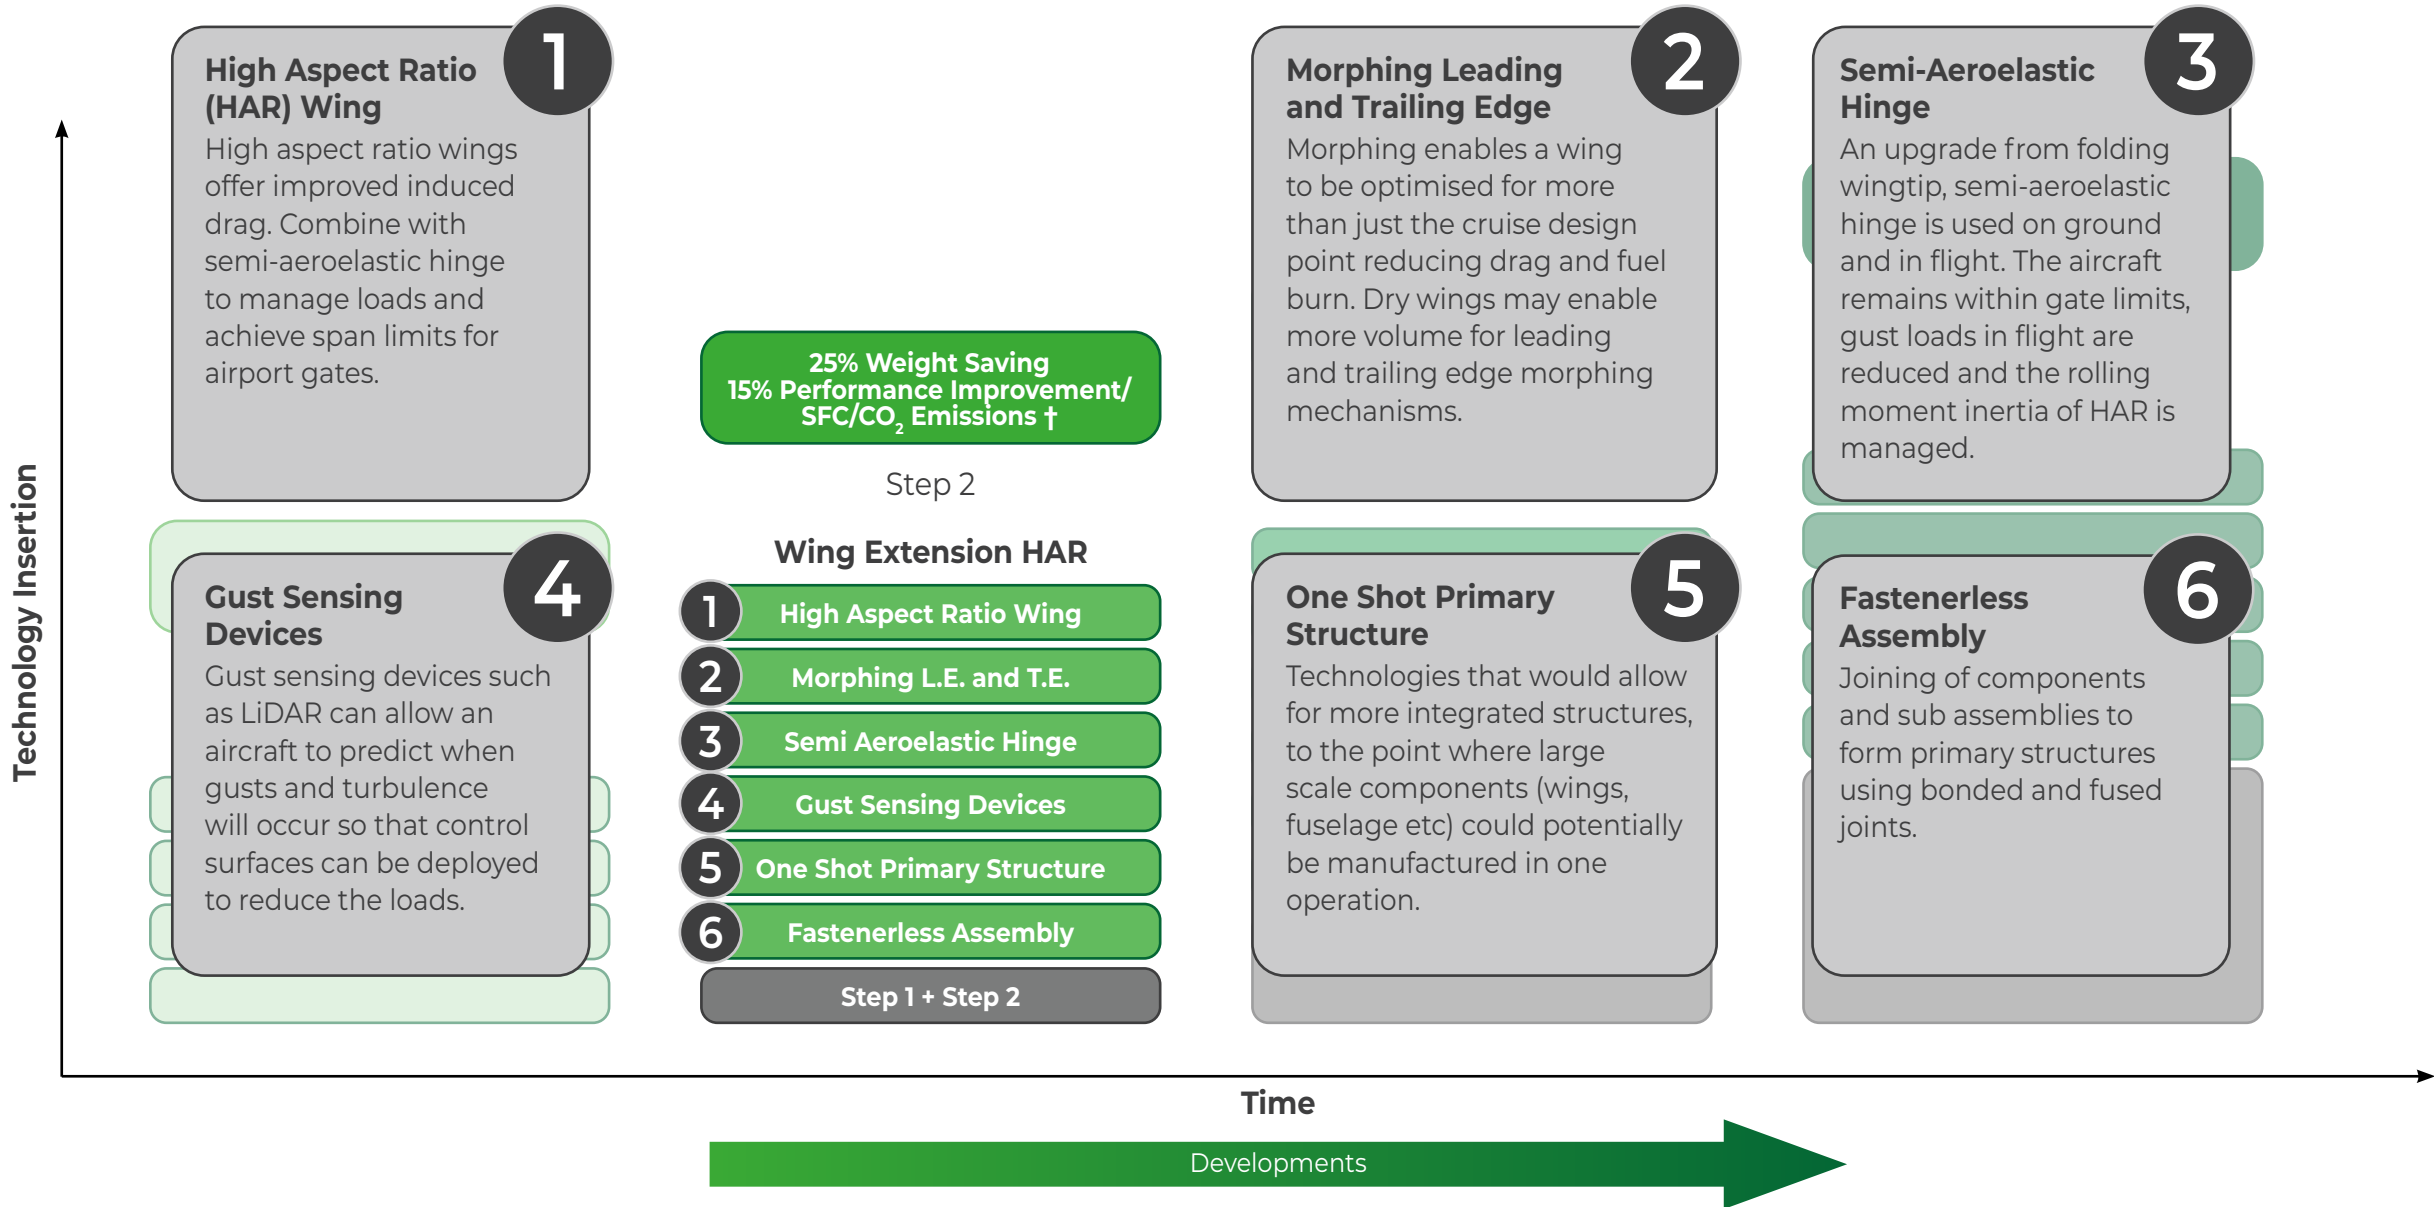 High Aspect Ratio
(HAR) Wing
1
High aspect ratio wings
offer improved induced
drag. Combine with
semi-aeroelastic hinge
to manage loads and
achieve span limits for
airport gates.
Morphing Leading
and Trailing Edge
2
Morphing enables a wing
to be optimised for more
than just the cruise design
point reducing drag and fuel
burn. Dry wings may enable
more volume for leading
and trailing edge morphing
mechanisms.
Semi-Aeroelastic
Hinge
3
An upgrade from folding
wingtip, semi-aeroelastic
hinge is used on ground
and in flight. The aircraft
remains within gate limits,
gust loads in flight are
reduced and the rolling
moment inertia of HAR is
managed.
25% Weight Saving
15% Performance Improvement/
SFC/CO₂ Emissions †
Step 2
Wing Extension HAR
1 High Aspect Ratio Wing
2 Morphing L.E. and T.E.
3 Semi Aeroelastic Hinge
4 Gust Sensing Devices
5 One Shot Primary Structure
6 Fastenerless Assembly
Step 1 + Step 2
Gust Sensing
Devices
4
Gust sensing devices such
as LiDAR can allow an
aircraft to predict when
gusts and turbulence
will occur so that control
surfaces can be deployed
to reduce the loads.
One Shot Primary
Structure
5
Technologies that would allow
for more integrated structures,
to the point where large
scale components (wings,
fuselage etc) could potentially
be manufactured in one
operation.
Fastenerless
Assembly
6
Joining of components
and sub assemblies to
form primary structures
using bonded and fused
joints.
Technology Insertion
Time
Developments